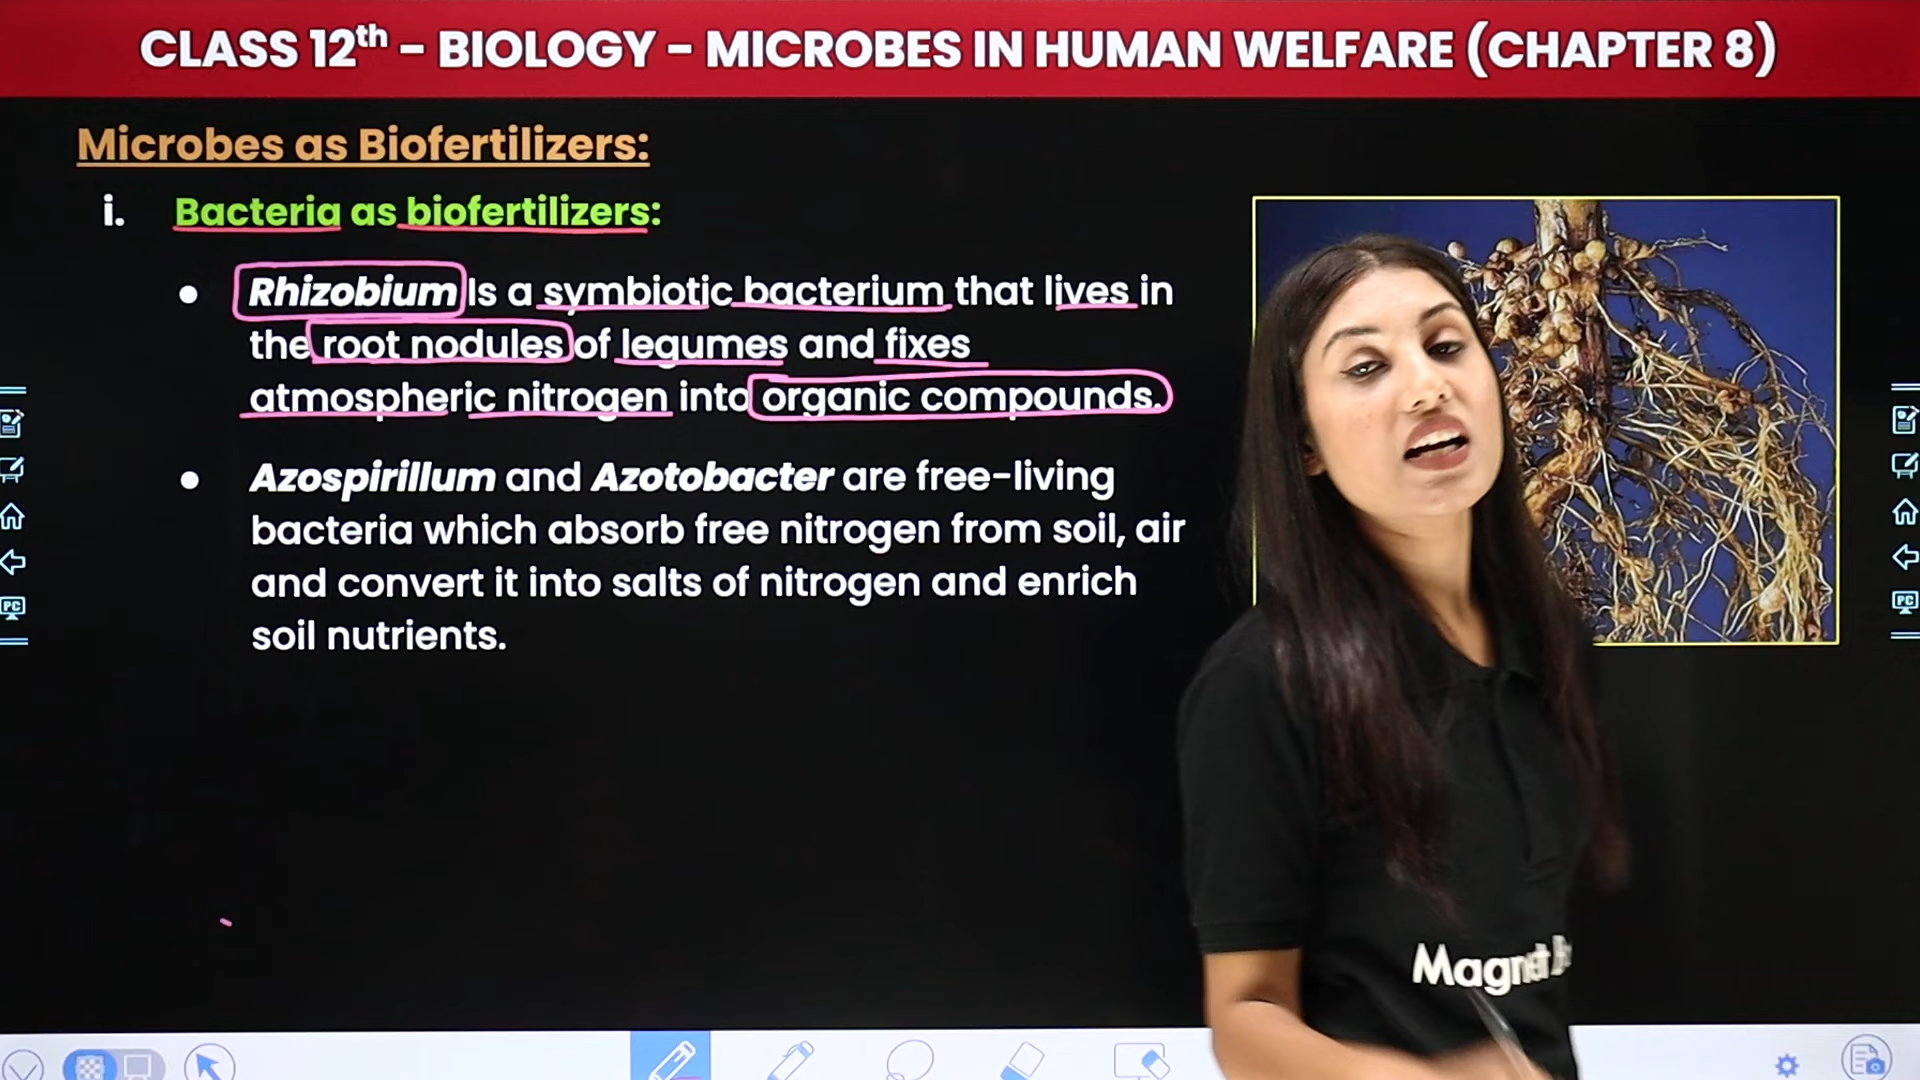 CLASS 12th – BIOLOGY – MICROBES IN HUMAN WELFARE (CHAPTER 8)
Microbes as Biofertilizers:
i. Bacteria as biofertilizers:
● Rhizobium is a symbiotic bacterium that lives in
the root nodules of legumes and fixes
atmospheric nitrogen into organic compounds.
● Azospirillum and Azotobacter are free-living
bacteria which absorb free nitrogen from soil, air
and convert it into salts of nitrogen and enrich
soil nutrients.
PC
PC